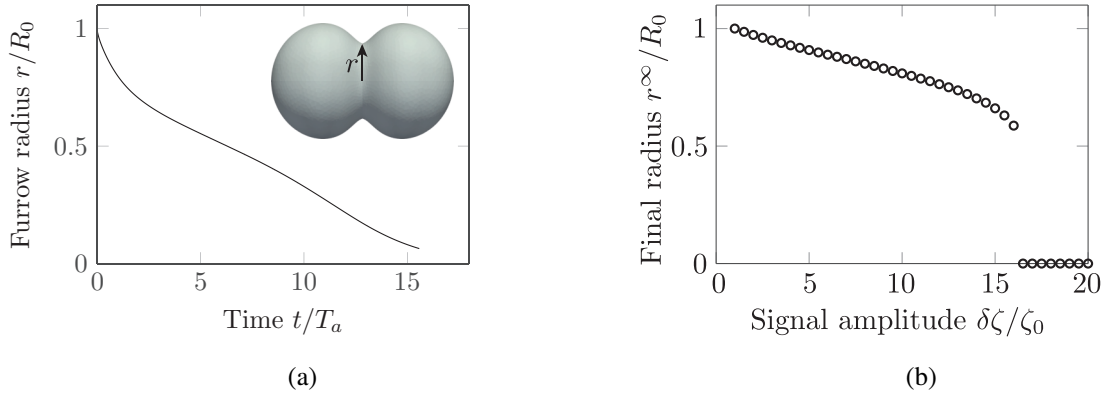 1
0.5
0
0
5
10
15
Furrow radius r/R₀
Time t/Tₐ
r
(a)
1
0.5
0
0
5
10
15
20
Final radius r^∞/R₀
Signal amplitude δζ/ζ₀
(b)